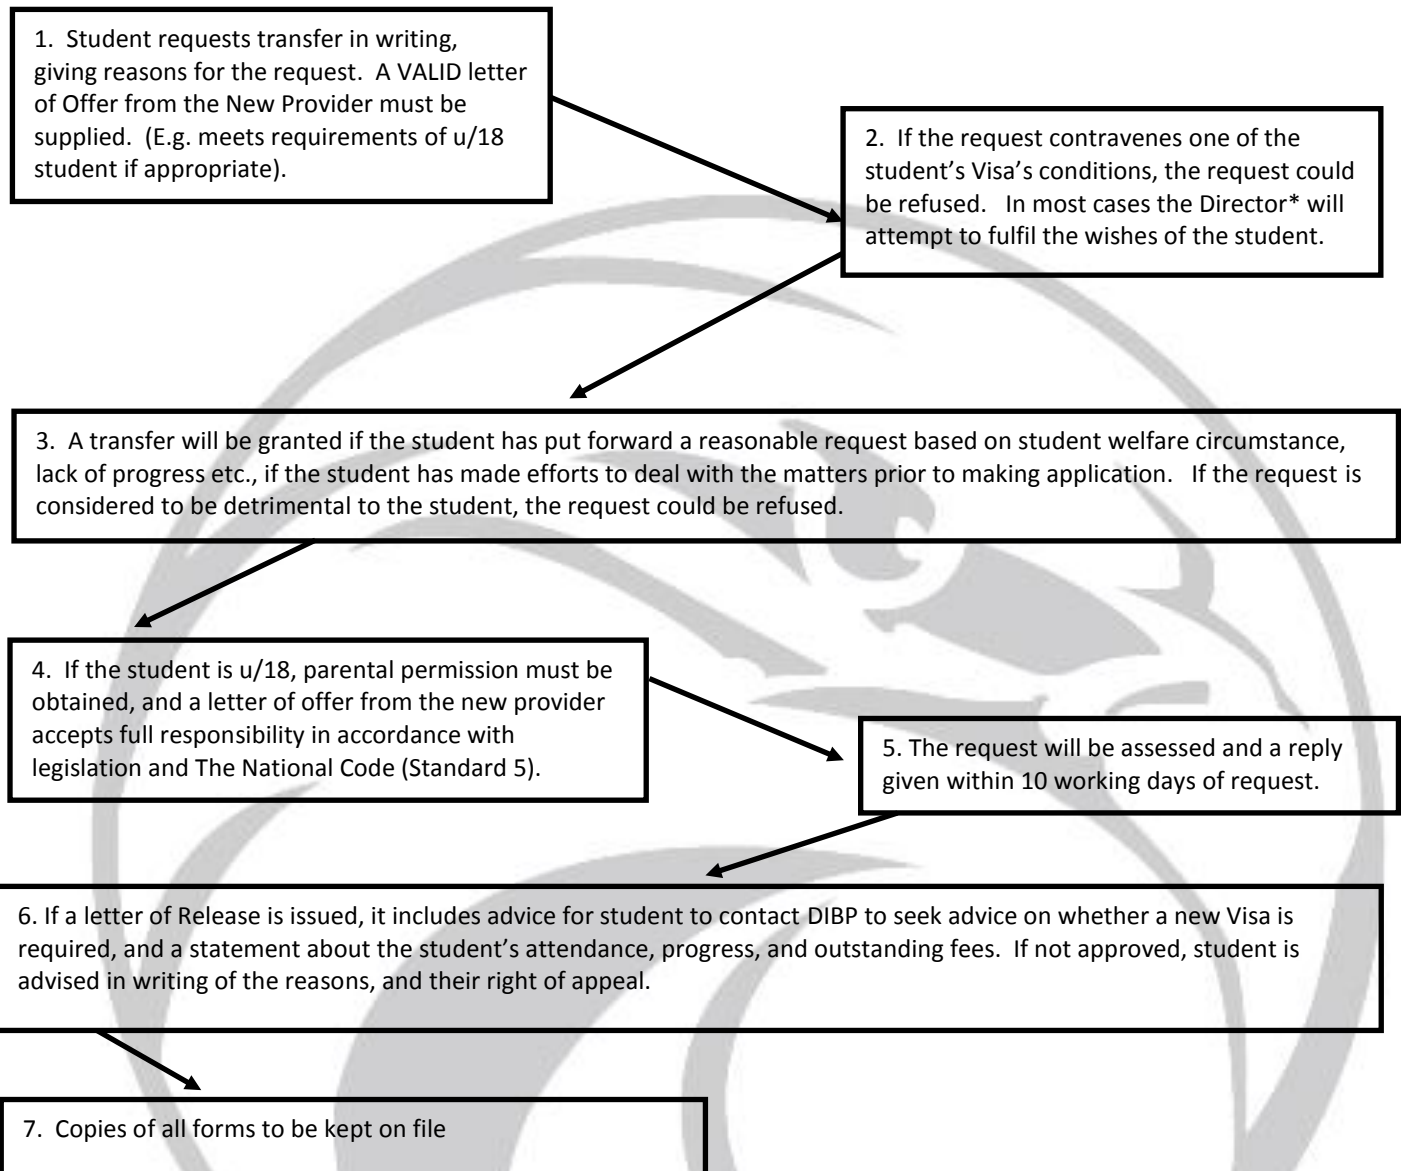 1. Student requests transfer in writing,
giving reasons for the request. A VALID letter
of Offer from the New Provider must be
supplied. (E.g. meets requirements of u/18
student if appropriate).
2. If the request contravenes one of the
student’s Visa’s conditions, the request could
be refused. In most cases the Director* will
attempt to fulfil the wishes of the student.
3. A transfer will be granted if the student has put forward a reasonable request based on student welfare circumstance,
lack of progress etc., if the student has made efforts to deal with the matters prior to making application. If the request is
considered to be detrimental to the student, the request could be refused.
4. If the student is u/18, parental permission must be
obtained, and a letter of offer from the new provider
accepts full responsibility in accordance with
legislation and The National Code (Standard 5).
5. The request will be assessed and a reply
given within 10 working days of request.
6. If a letter of Release is issued, it includes advice for student to contact DIBP to seek advice on whether a new Visa is
required, and a statement about the student’s attendance, progress, and outstanding fees. If not approved, student is
advised in writing of the reasons, and their right of appeal.
7. Copies of all forms to be kept on file